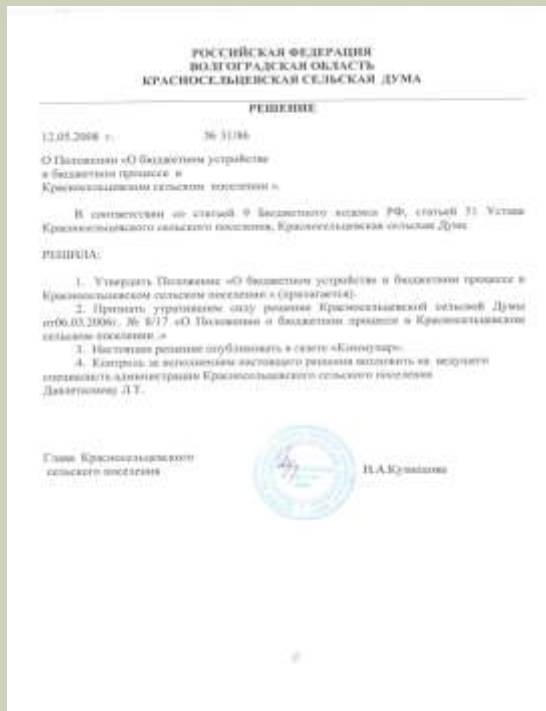 РОССИЙСКАЯ ФЕДЕРАЦИЯ
ВОЛГОГРАДСКАЯ ОБЛАСТЬ
КРАСНОСЕЛЬЦЕВСКАЯ СЕЛЬСКАЯ ДУМА
РЕШЕНИЕ
12.05.2008 г. № 31/86
О Положении «О бюджетном устройстве
и бюджетном процессе в
Красносельцевском сельском поселении ».
В соответствии со статьей 9 Бюджетного кодекса РФ, статьей 51 Устава
Красносельцевского сельского поселения, Красносельцевская сельская Дума
РЕШИЛА:
1. Утвердить Положение «О бюджетном устройстве и бюджетном процессе в
Красносельцевском сельском поселении » (прилагается).
2. Признать утратившим силу решение Красносельцевской сельской Думы
от06.03.2006г. № 8/17 «О Положении о бюджетном процессе в Красносельцевском
сельском поселении .»
3. Настоящее решение опубликовать в газете «Коммунар».
4. Контроль за исполнением настоящего решения возложить на ведущего
специалиста администрации Красносельцевского сельского поселения
Л.Т.
Глава Красносельцевского
сельского поселения Н.А.